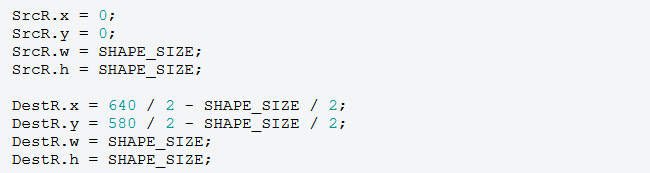 SrcR.x = 0;
SrcR.y = 0;
SrcR.w = SHAPE_SIZE;
SrcR.h = SHAPE_SIZE;
DestR.x = 640 / 2 - SHAPE_SIZE / 2;
DestR.y = 580 / 2 - SHAPE_SIZE / 2;
DestR.w = SHAPE_SIZE;
DestR.h = SHAPE_SIZE;